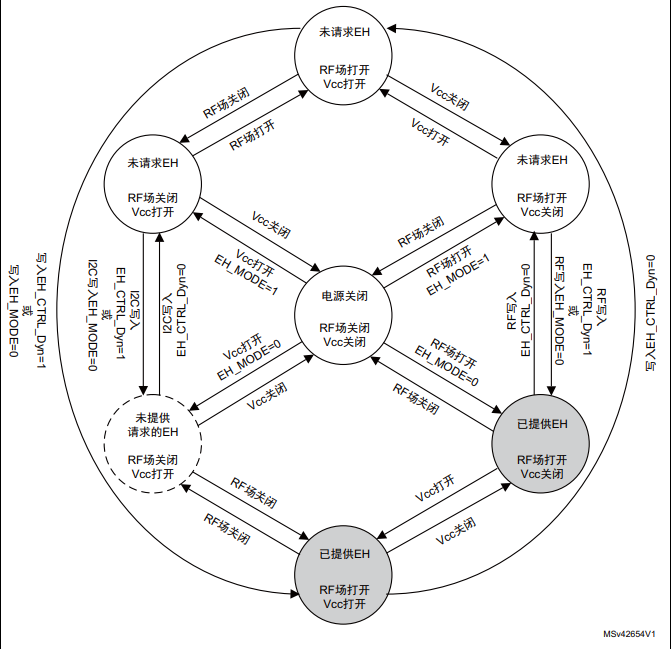 未请求EH
RF场打开
Vcc打开
RF场关闭
RF场打开
Vcc关闭
Vcc打开
未请求EH
RF场关闭
Vcc打开
未请求EH
RF场打开
Vcc关闭
Vcc关闭
Vcc打开
EH_MODE=1
RF场关闭
RF场打开
EH_MODE=1
电源关闭
RF场关闭
Vcc关闭
写入EH_CTRL_Dyn=1
或
写入EH_MODE=0
I2C写入
EH_CTRL_Dyn=1
或
I2C写入EH_MODE=0
I2C写入
EH_CTRL_Dyn=0
RF写入
EH_CTRL_Dyn=0
RF写入
EH_CTRL_Dyn=1
或
RF写入EH_MODE=0
写入EH_CTRL_Dyn=0
Vcc打开
EH_MODE=0
Vcc关闭
RF场打开
EH_MODE=0
RF场关闭
未提供
请求的EH
RF场关闭
Vcc打开
已提供EH
RF场打开
Vcc关闭
RF场关闭
RF场关闭
Vcc打开
Vcc关闭
已提供EH
RF场打开
Vcc打开
MSv42654V1